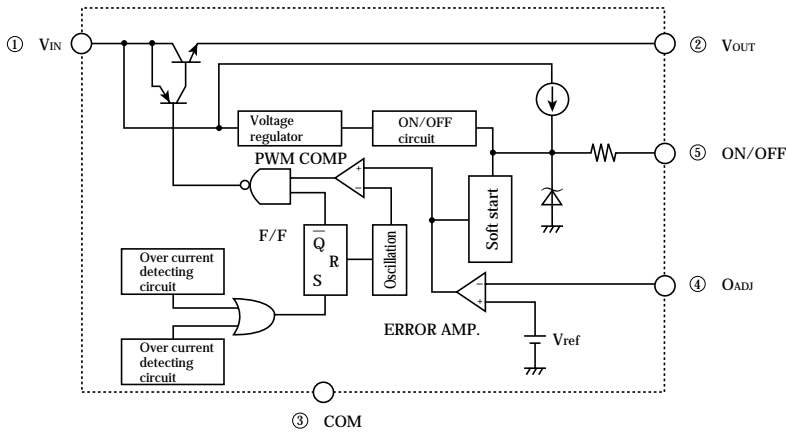 ① VIN
② VOUT
Voltage
regulator
ON/OFF
circuit
⑤ ON/OFF
PWM COMP
+
−
Soft start
F/F
Q
R
S
Oscillation
Over current
detecting
circuit
④ OADJ
−
+
ERROR AMP.
Vref
Over current
detecting
circuit
③ COM